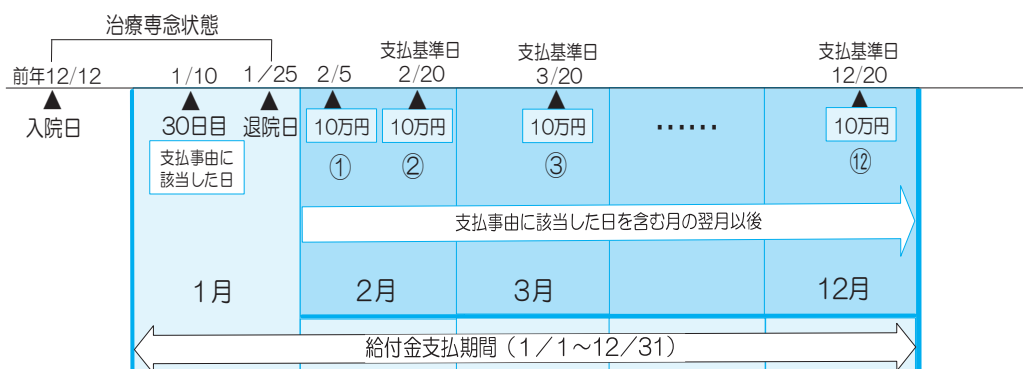 治療専念状態
支払基準日
支払基準日
支払基準日
前年12/12
1/10
1/25
2/5
2/20
3/20
12/20
入院日
30日目
退院日
10万円
10万円
10万円
……
10万円
支払事由に
該当した日
①
②
③
⑫
支払事由に該当した日を含む月の翌月以後
1月
2月
3月
12月
給付金支払期間（1/1～12/31）